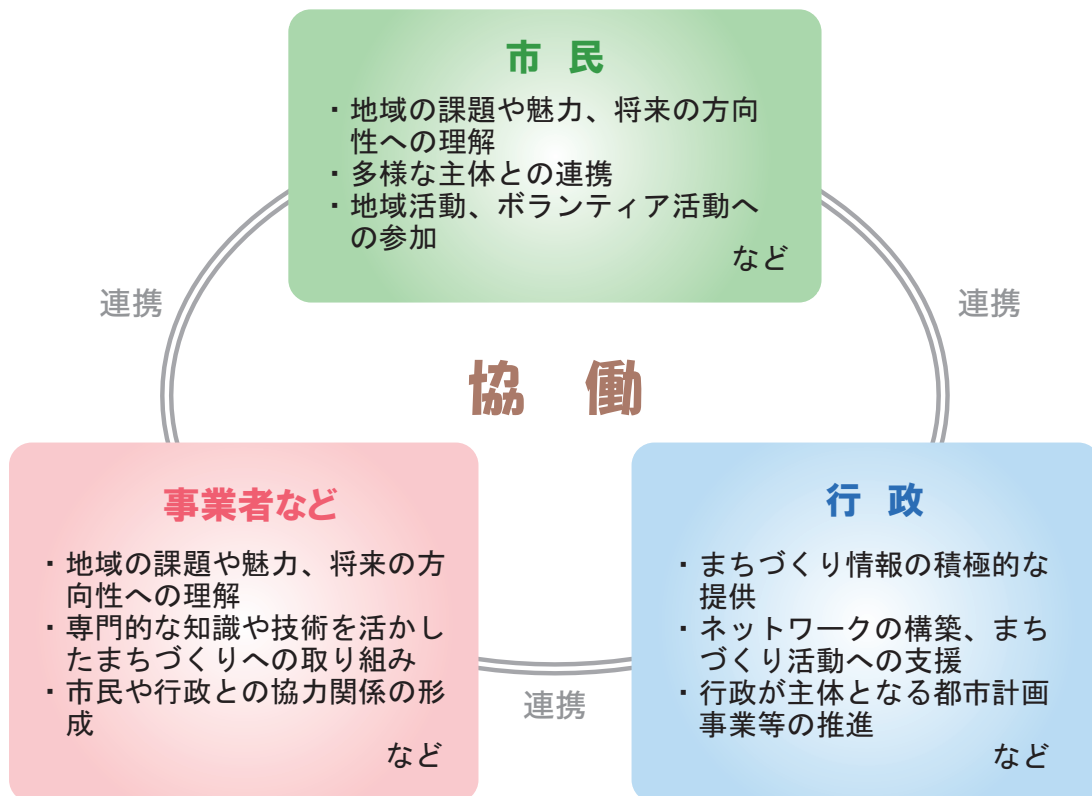 市 民
・地域の課題や魅力、将来の方向
性への理解
・多様な主体との連携
・地域活動、ボランティア活動へ
の参加
など
連携
連携
協 働
事業者など
・地域の課題や魅力、将来の方
向性への理解
・専門的な知識や技術を活かし
たまちづくりへの取り組み
・市民や行政との協力関係の形
成
など
行 政
・まちづくり情報の積極的な
提供
・ネットワークの構築、まち
づくり活動への支援
・行政が主体となる都市計画
事業等の推進
など
連携